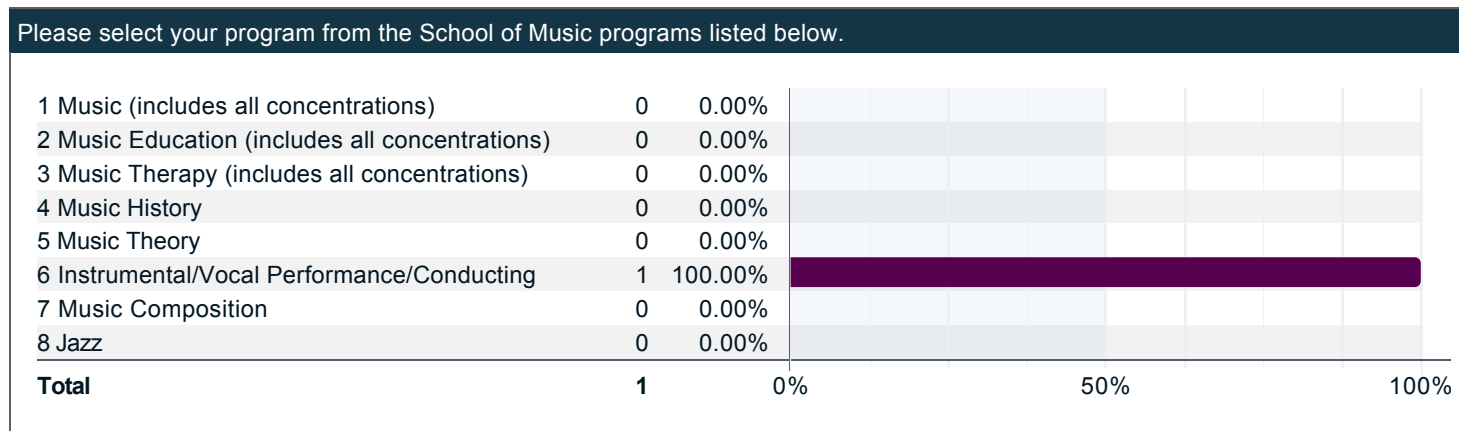 Please select your program from the School of Music programs listed below.
1 Music (includes all concentrations) 0 0.00%
2 Music Education (includes all concentrations) 0 0.00%
3 Music Therapy (includes all concentrations) 0 0.00%
4 Music History 0 0.00%
5 Music Theory 0 0.00%
6 Instrumental/Vocal Performance/Conducting 1 100.00%
7 Music Composition 0 0.00%
8 Jazz 0 0.00%
Total 1 0% 50% 100%